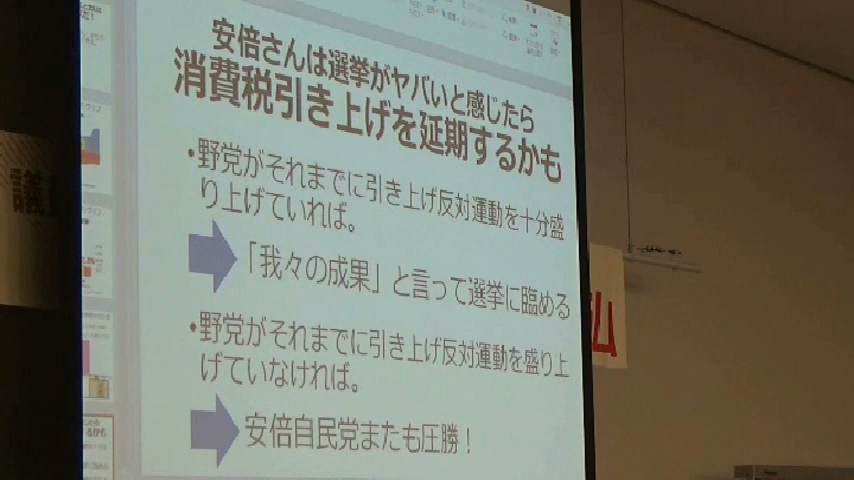 安倍さんは選挙がヤバいと感じたら
消費税引き上げを延期するかも
・野党がそれまでに引き上げ反対運動を十分盛
り上げていれば。
「我々の成果」と言って選挙に臨める
・野党がそれまでに引き上げ反対運動を盛り上
げていなければ。
安倍自民党またも圧勝！
議